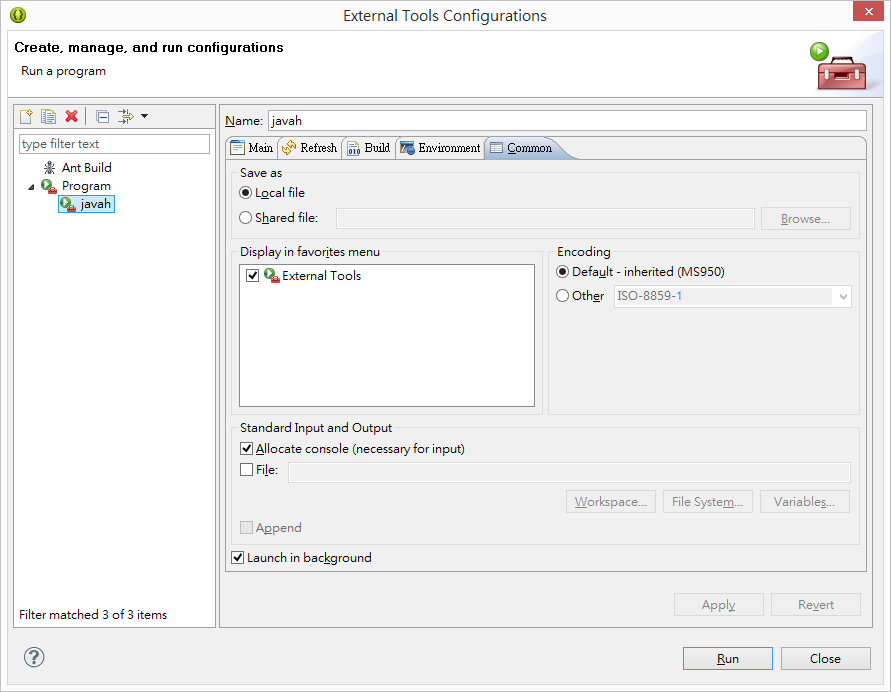 External Tools Configurations
Create, manage, and run configurations
Run a program
type filter text
Ant Build
Program
javah
Filter matched 3 of 3 items
Name: javah
Main Refresh Build Environment Common
Save as
Local file
Shared file: Browse...
Display in favorites menu
External Tools
Encoding
Default - inherited (MS950)
Other ISO-8859-1
Standard Input and Output
Allocate console (necessary for input)
File:
Workspace... File System... Variables...
Append
Launch in background
Apply Revert
Run Close